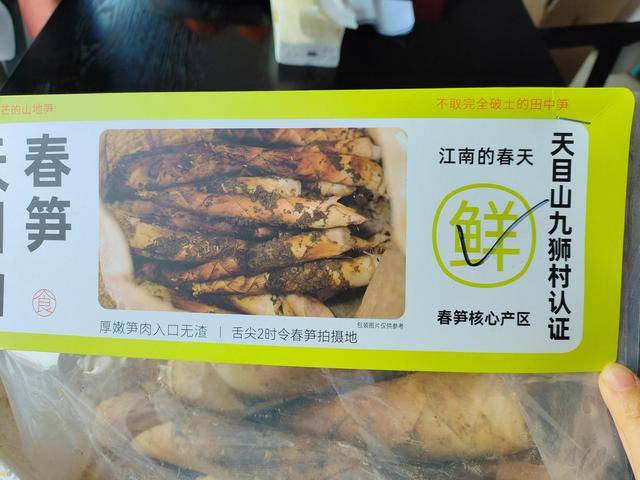 芒的山地笋
不取完全破土的田中笋
春笋
食
江南的春天
鲜
春笋核心产区
天目山九狮村认证
厚嫩笋肉入口无渣 | 舌尖2时令春笋拍摄地
包装图片仅供参考